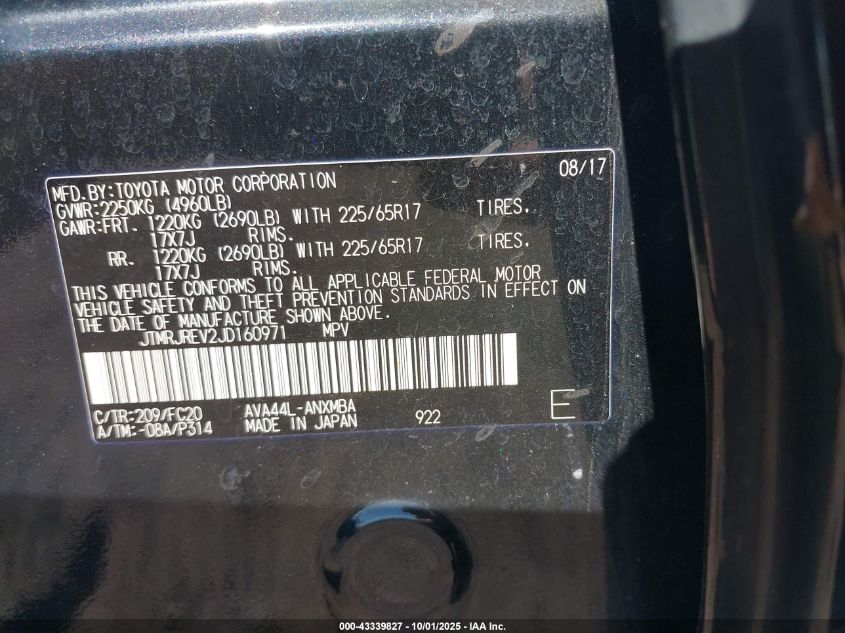 MFD.BY:TOYOTA MOTOR CORPORATION 08/17
GVWR:2250KG (4960LB)
GAWR:FRT. 1220KG (2690LB) WITH 225/65R17 TIRES.
17X7J RIMS.
RR. 1220KG (2690LB) WITH 225/65R17 TIRES.
17X7J RIMS.
THIS VEHICLE CONFORMS TO ALL APPLICABLE FEDERAL MOTOR
VEHICLE SAFETY AND THEFT PREVENTION STANDARDS IN EFFECT ON
THE DATE OF MANUFACTURE SHOWN ABOVE.
JTMRJREV2JD160971 MPV
C/TR:209/FC20 AVA44L-ANXMBA
A/TM:-08A/P314 MADE IN JAPAN 922 E
000-43339827 - 10/01/2025 - IAA Inc.